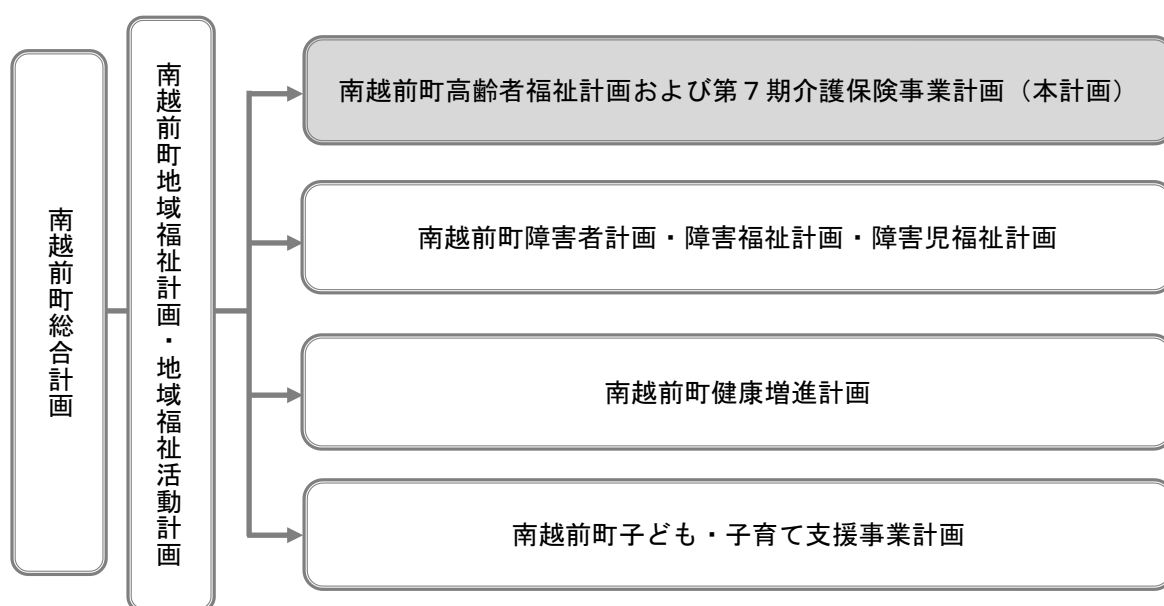 南越前町総合計画
南越前町地域福祉計画・地域福祉活動計画
南越前町高齢者福祉計画および第７期介護保険事業計画（本計画）
南越前町障害者計画・障害福祉計画・障害児福祉計画
南越前町健康増進計画
南越前町子ども・子育て支援事業計画